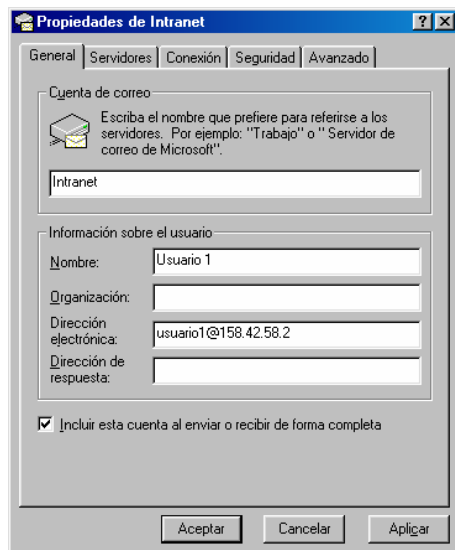 Propiedades de Intranet
General Servidores Conexión Seguridad Avanzado
Cuenta de correo
Escriba el nombre que prefiere para referirse a los
servidores. Por ejemplo: "Trabajo" o " Servidor de
correo de Microsoft".
Intranet
Información sobre el usuario
Nombre: Usuario 1
Organización:
Dirección
electrónica: usuario1@158.42.58.2
Dirección de
respuesta:
Incluir esta cuenta al enviar o recibir de forma completa
Aceptar Cancelar Aplicar